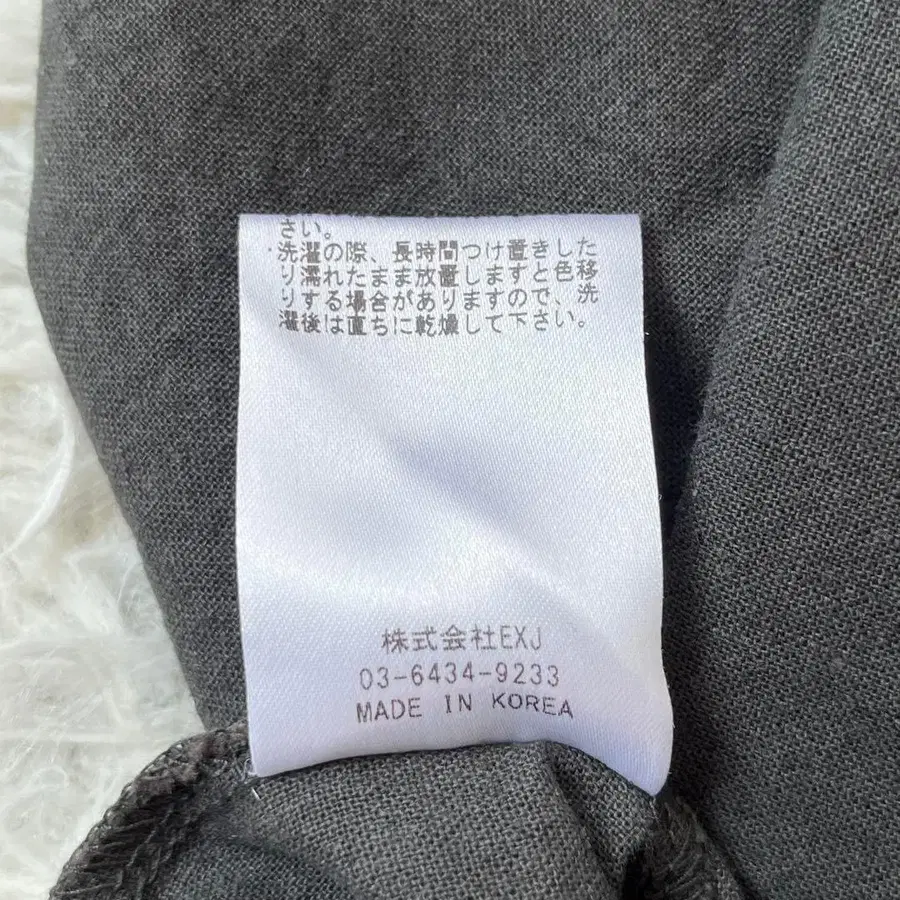 さい。
・洗濯の際、長時間つけ置きした
り濡れたまま放置しますと色移
りする場合がありますので、洗
濯後は直ちに乾燥して下さい。
株式会社EXJ
03-6434-9233
MADE IN KOREA